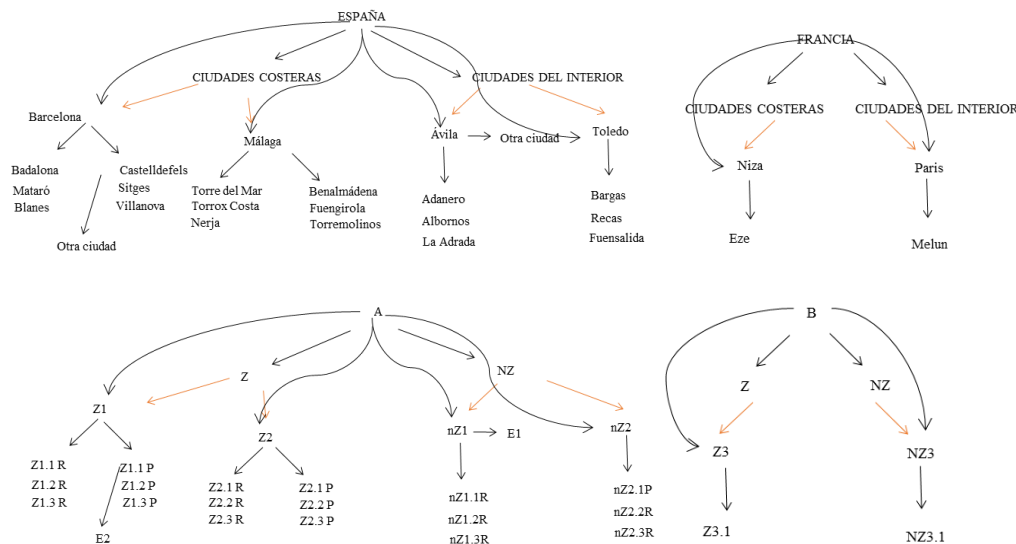 ESPAÑA
CIUDADES COSTERAS
CIUDADES DEL INTERIOR
Barcelona
Málaga
Ávila
Otra ciudad
Toledo
Badalona
Mataró
Blanes
Castelldefels
Sitges
Villanova
Otra ciudad
Torre del Mar
Torrox Costa
Nerja
Benalmádena
Fuengirola
Torremolinos
Adanero
Albornos
La Adrada
Bargas
Recas
Fuensalida
FRANCIA
CIUDADES COSTERAS
CIUDADES DEL INTERIOR
Niza
Paris
Eze
Melun
A
Z
NZ
Z1
Z2
nZ1
E1
nZ2
Z1.1 R
Z1.2 R
Z1.3 R
Z1.1 P
Z1.2 P
Z1.3 P
E2
Z2.1 R
Z2.2 R
Z2.3 R
Z2.1 P
Z2.2 P
Z2.3 P
nZ1.1R
nZ1.2R
nZ1.3R
nZ2.1P
nZ2.2R
nZ2.3R
B
Z
NZ
Z3
NZ3
Z3.1
NZ3.1